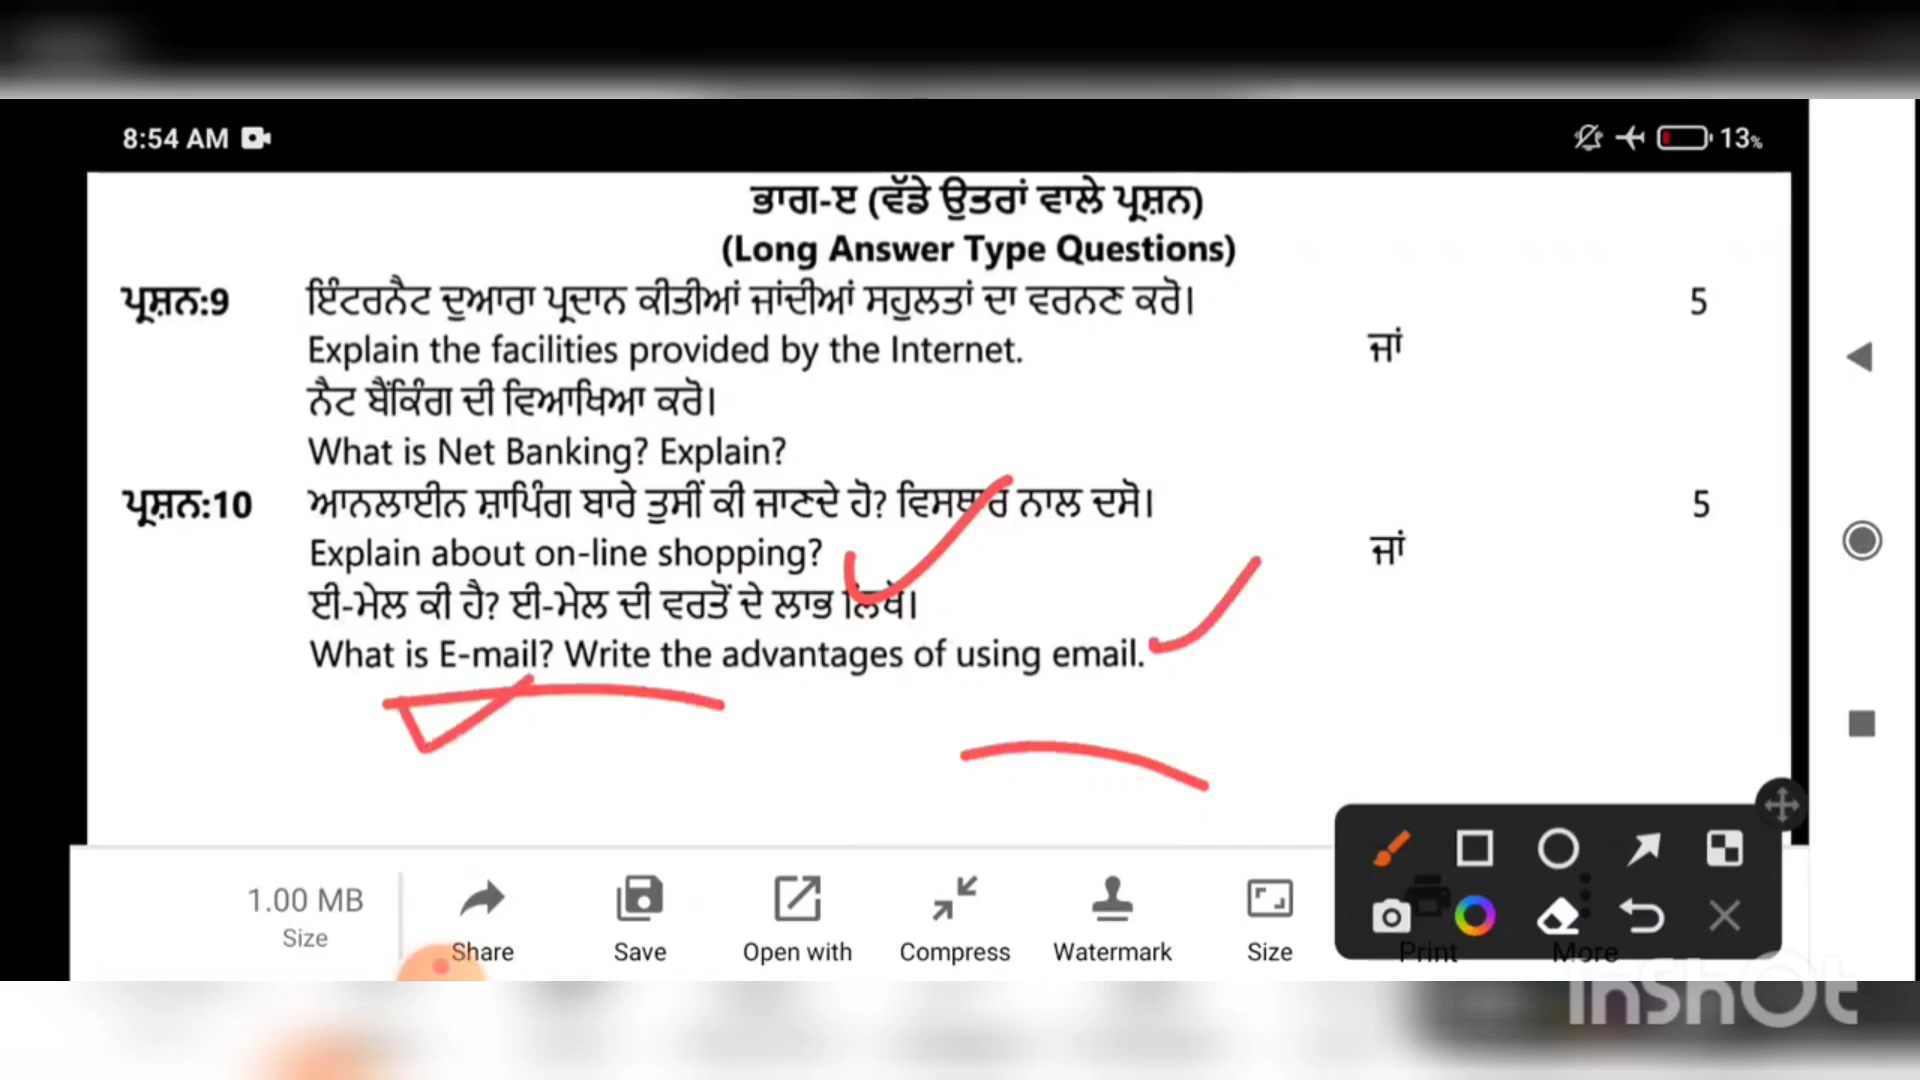 8:54 AM 13%
ਭਾਗ-ੲ (ਵੱਡੇ ਉਤਰਾਂ ਵਾਲੇ ਪ੍ਰਸ਼ਨ)
(Long Answer Type Questions)
ਪ੍ਰਸ਼ਨ:9 ਇੰਟਰਨੈਟ ਦੁਆਰਾ ਪ੍ਰਦਾਨ ਕੀਤੀਆਂ ਜਾਂਦੀਆਂ ਸਹੁਲਤਾਂ ਦਾ ਵਰਨਣ ਕਰੋ। 5
Explain the facilities provided by the Internet. ਜਾਂ
ਨੈਟ ਬੈਂਕਿੰਗ ਦੀ ਵਿਆਖਿਆ ਕਰੋ।
What is Net Banking? Explain?
ਪ੍ਰਸ਼ਨ:10 ਆਨਲਾਈਨ ਸ਼ਾਪਿੰਗ ਬਾਰੇ ਤੁਸੀਂ ਕੀ ਜਾਣਦੇ ਹੋ? ਵਿਸਥਾਰ ਨਾਲ ਦਸੋ। 5
Explain about on-line shopping? ਜਾਂ
ਈ-ਮੇਲ ਕੀ ਹੈ? ਈ-ਮੇਲ ਦੀ ਵਰਤੋਂ ਦੇ ਲਾਭ ਲਿਖੋ।
What is E-mail? Write the advantages of using email.
1.00 MB
Size Share Save Open with Compress Watermark Size Print More
InShOt